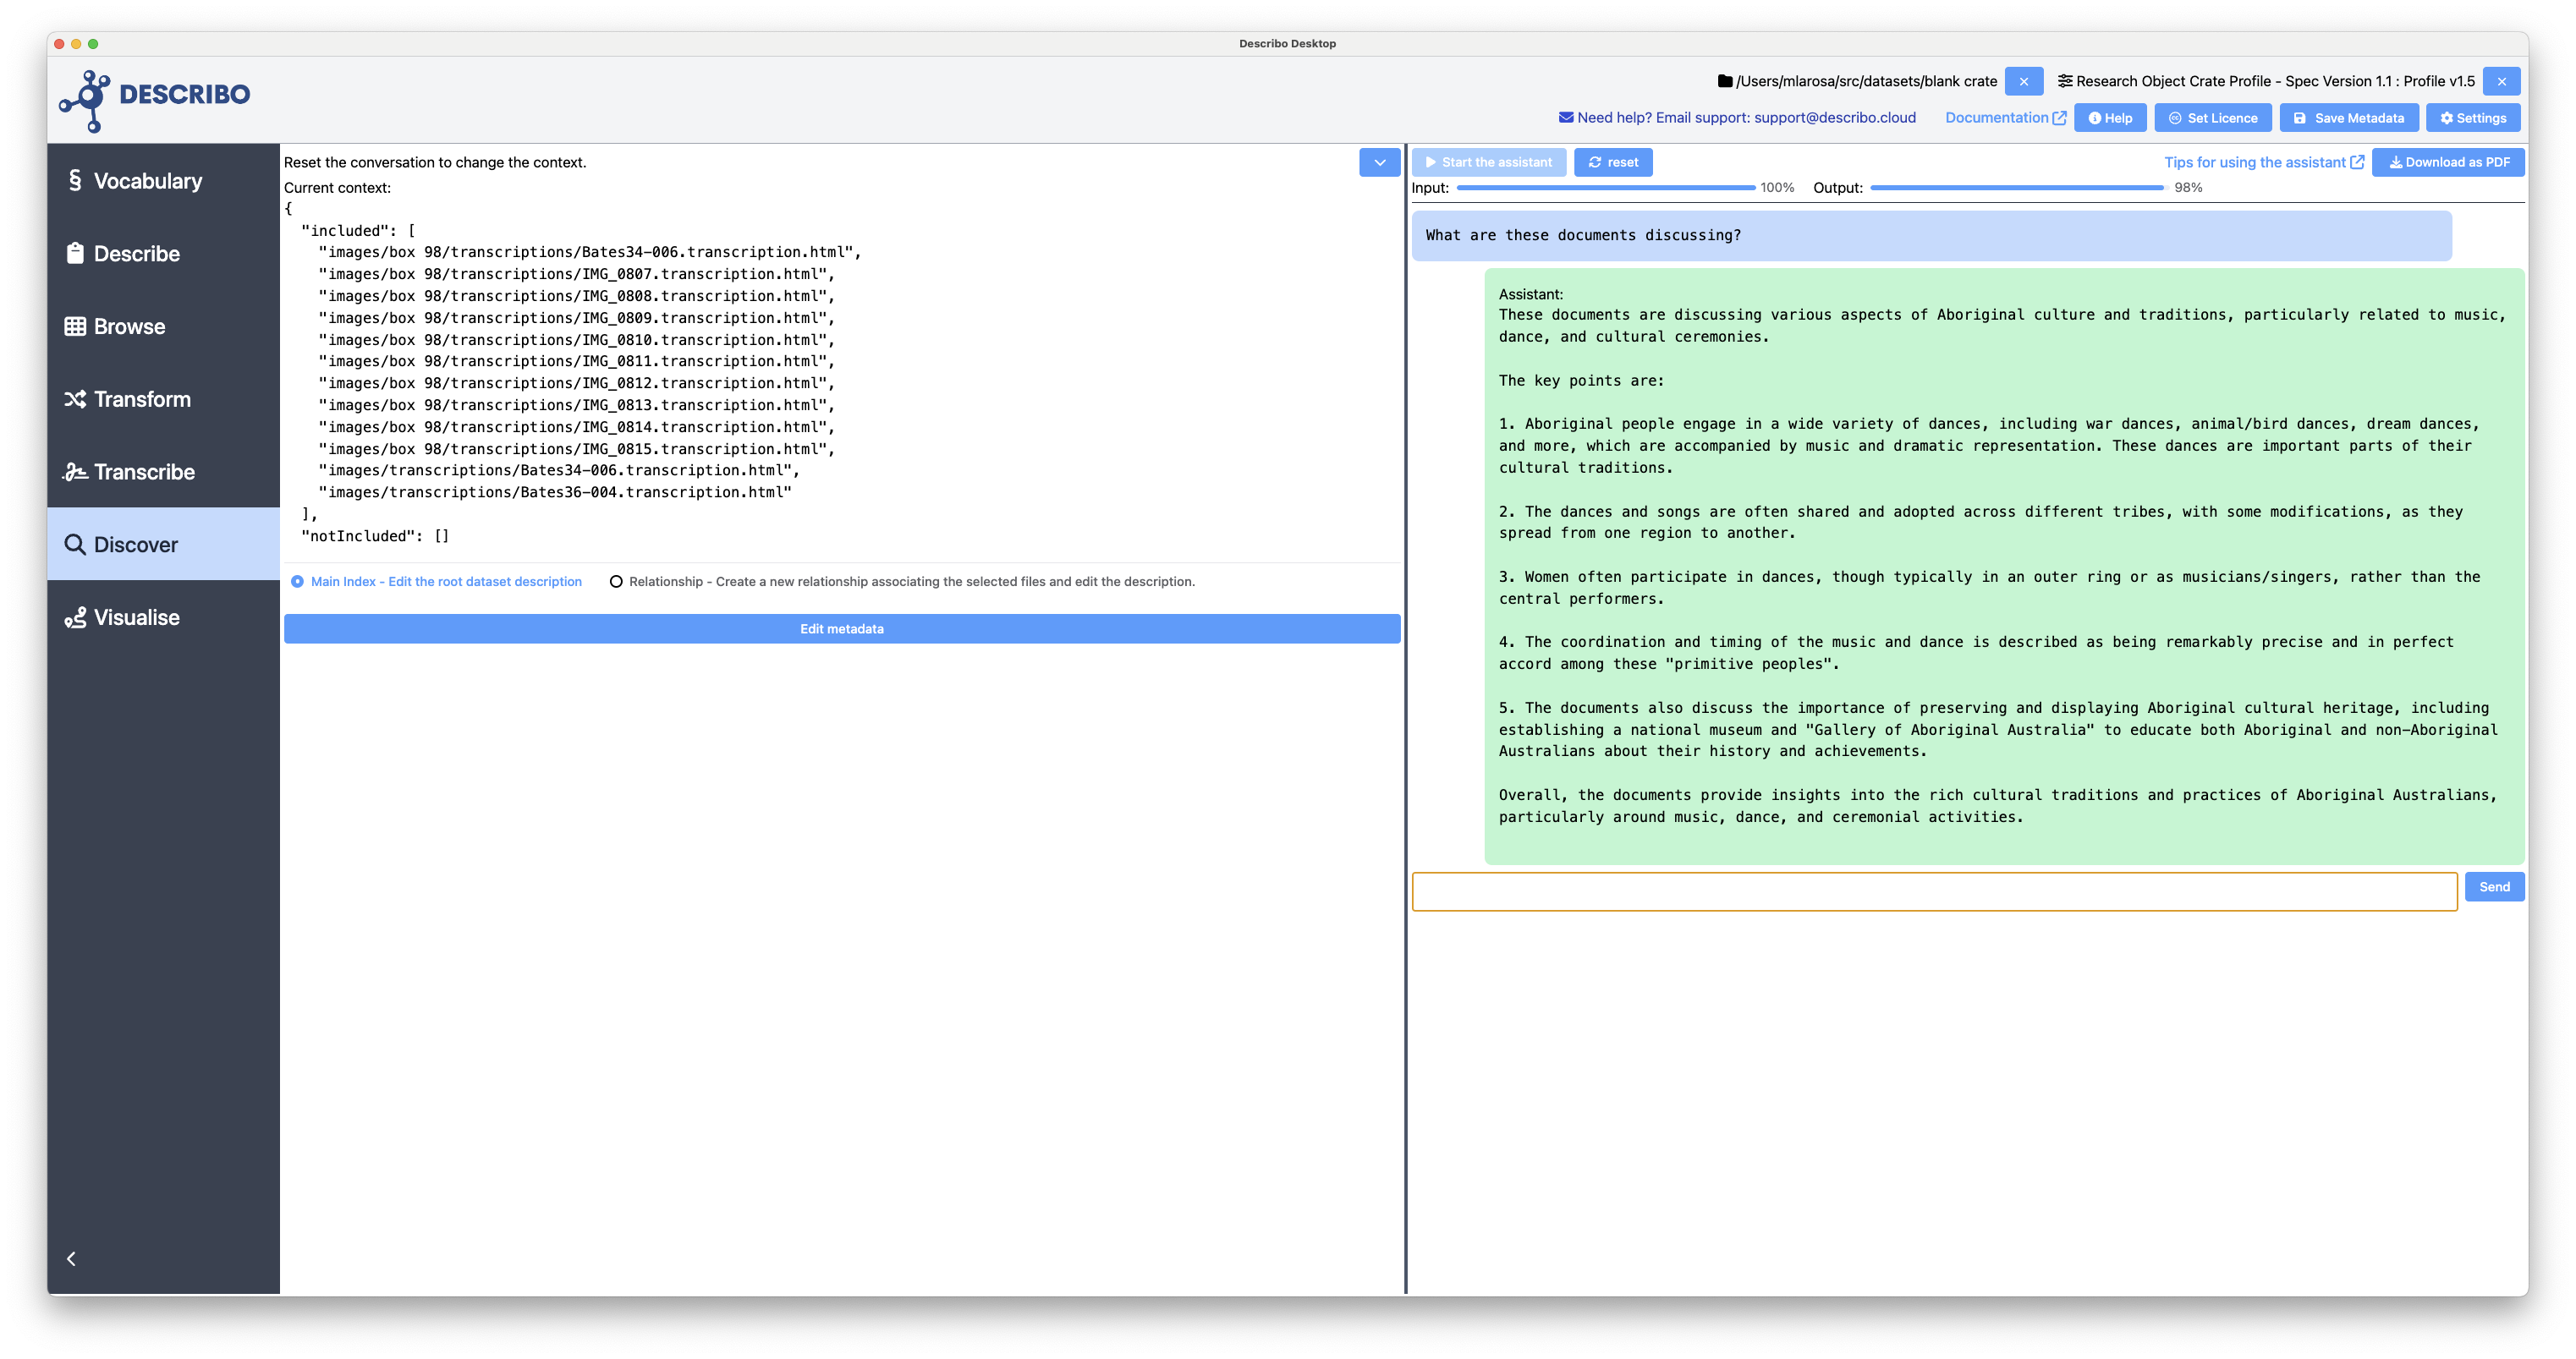 Describo Desktop
DESCRIBO
/Users/mlarosa/src/datasets/blank crate
Research Object Crate Profile - Spec Version 1.1 : Profile v1.5
Need help? Email support: support@describo.cloud
Documentation
Help
Set Licence
Save Metadata
Settings
§ Vocabulary
Describe
Browse
Transform
Transcribe
Discover
Visualise
Reset the conversation to change the context.
Current context:
{
"included": [
"images/box 98/transcriptions/Bates34-006.transcription.html",
"images/box 98/transcriptions/IMG_0807.transcription.html",
"images/box 98/transcriptions/IMG_0808.transcription.html",
"images/box 98/transcriptions/IMG_0809.transcription.html",
"images/box 98/transcriptions/IMG_0810.transcription.html",
"images/box 98/transcriptions/IMG_0811.transcription.html",
"images/box 98/transcriptions/IMG_0812.transcription.html",
"images/box 98/transcriptions/IMG_0813.transcription.html",
"images/box 98/transcriptions/IMG_0814.transcription.html",
"images/box 98/transcriptions/IMG_0815.transcription.html",
"images/transcriptions/Bates34-006.transcription.html",
"images/transcriptions/Bates36-004.transcription.html"
],
"notIncluded": []
Main Index - Edit the root dataset description
Relationship - Create a new relationship associating the selected files and edit the description.
Edit metadata
Start the assistant
reset
Tips for using the assistant
Download as PDF
Input: 100% Output: 98%
What are these documents discussing?
Assistant:
These documents are discussing various aspects of Aboriginal culture and traditions, particularly related to music,
dance, and cultural ceremonies.
The key points are:
1. Aboriginal people engage in a wide variety of dances, including war dances, animal/bird dances, dream dances,
and more, which are accompanied by music and dramatic representation. These dances are important parts of their
cultural traditions.
2. The dances and songs are often shared and adopted across different tribes, with some modifications, as they
spread from one region to another.
3. Women often participate in dances, though typically in an outer ring or as musicians/singers, rather than the
central performers.
4. The coordination and timing of the music and dance is described as being remarkably precise and in perfect
accord among these "primitive peoples".
5. The documents also discuss the importance of preserving and displaying Aboriginal cultural heritage, including
establishing a national museum and "Gallery of Aboriginal Australia" to educate both Aboriginal and non-Aboriginal
Australians about their history and achievements.
Overall, the documents provide insights into the rich cultural traditions and practices of Aboriginal Australians,
particularly around music, dance, and ceremonial activities.
Send